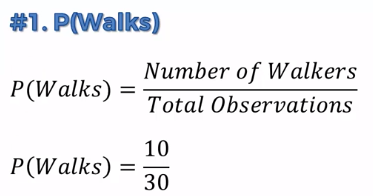 #1. P(Walks)
P(Walks) = Number of Walkers / Total Observations
P(Walks) = 10 / 30